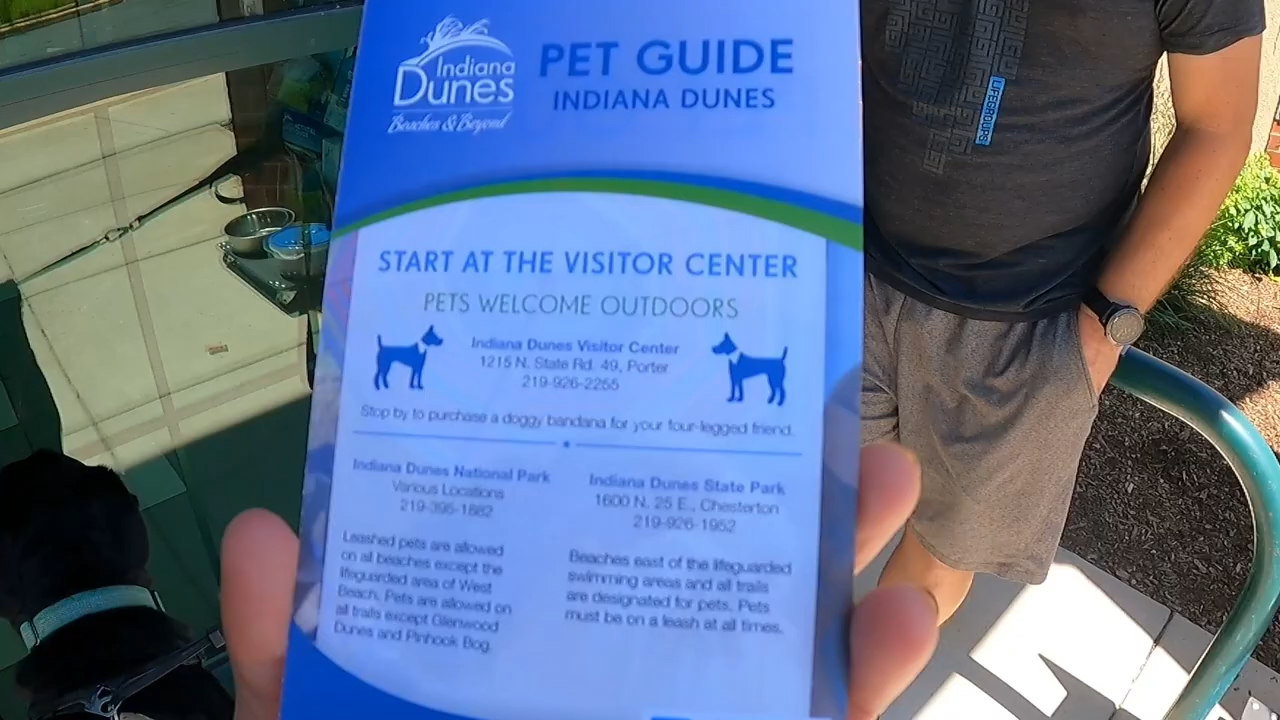 Indiana
Dunes
Beaches & Beyond
PET GUIDE
INDIANA DUNES
START AT THE VISITOR CENTER
PETS WELCOME OUTDOORS
Indiana Dunes Visitor Center
1215 N. State Rd. 49, Porter
219-926-2255
Stop by to purchase a doggy bandana for your four-legged friend.
Indiana Dunes National Park
Various Locations
219-395-1882
Leashed pets are allowed
on all beaches except the
lifeguarded area of West
Beach. Pets are allowed on
all trails except Glenwood
Dunes and Pinhook Bog.
Indiana Dunes State Park
1600 N. 25 E., Chesterton
219-926-1952
Beaches east of the lifeguarded
swimming areas and all trails
are designated for pets. Pets
must be on a leash at all times.
LIFEGROUPS